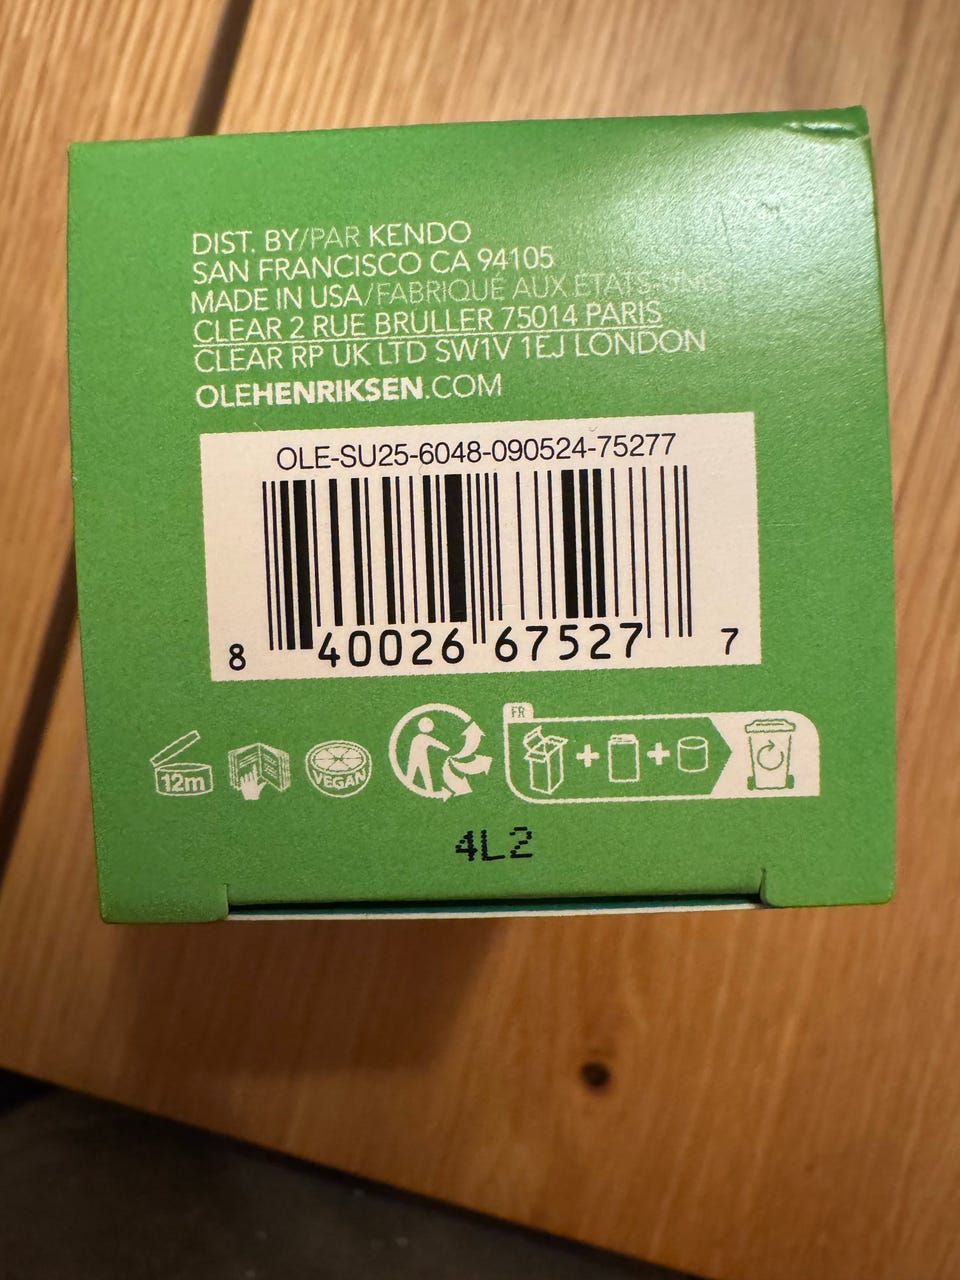 DIST. BY/PAR KENDO
SAN FRANCISCO CA 94105
MADE IN USA/FABRIQUÉ AUX ÉTATS-UNIS
CLEAR 2 RUE BRULLER 75014 PARIS
CLEAR RP UK LTD SW1V 1EJ LONDON
OLEHENRIKSEN.COM
OLE-SU25-6048-090524-75277
8 40026 67527 7
12m
VEGAN
FR
4L2